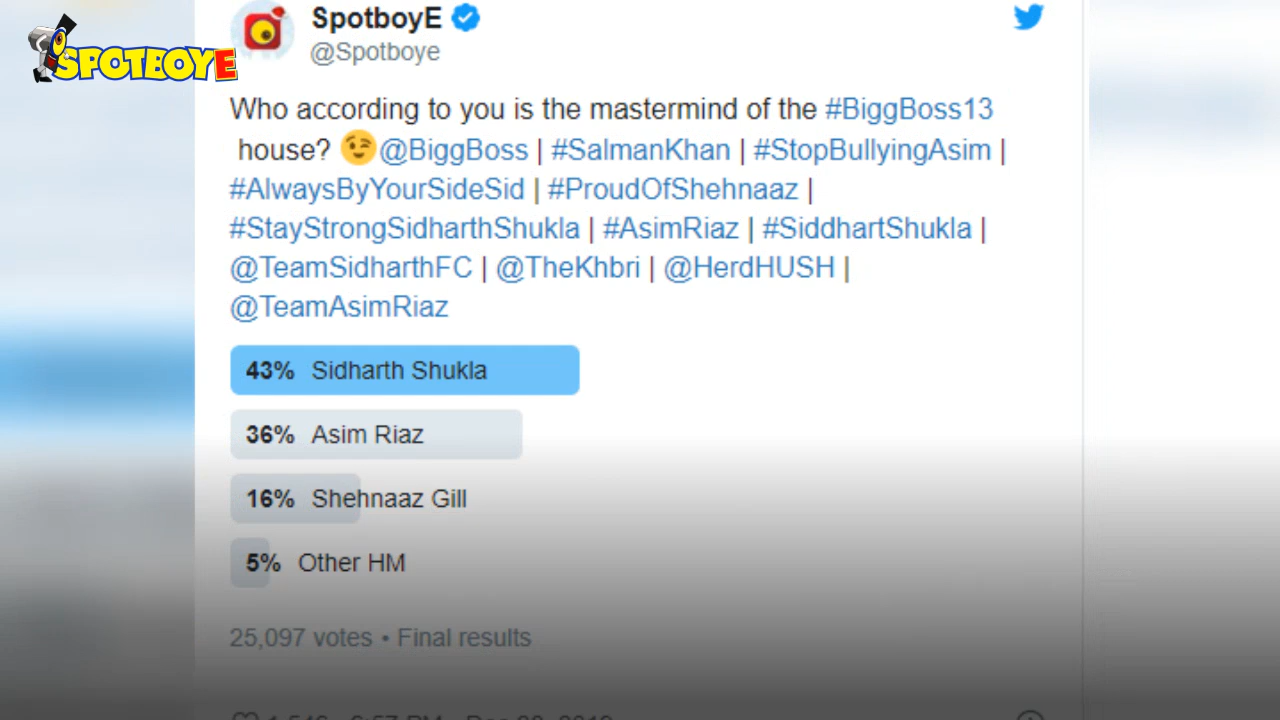 SPOTBOYE
SpotboyE
@Spotboye
Who according to you is the mastermind of the #BiggBoss13
house? 😉@BiggBoss | #SalmanKhan | #StopBullyingAsim |
#AlwaysByYourSideSid | #ProudOfShehnaaz |
#StayStrongSidharthShukla | #AsimRiaz | #SiddhartShukla |
@TeamSidharthFC | @TheKhbri | @HerdHUSH |
@TeamAsimRiaz
43% Sidharth Shukla
36% Asim Riaz
16% Shehnaaz Gill
5% Other HM
25,097 votes • Final results